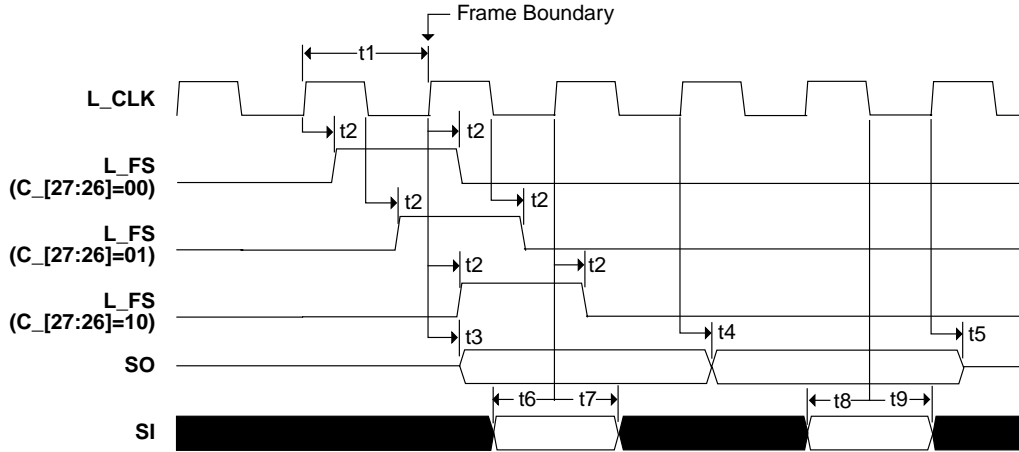 Frame Boundary
t1
L_CLK
t2
t2
L_FS
(C_[27:26]=00)
t2
t2
L_FS
(C_[27:26]=01)
t2
t2
L_FS
(C_[27:26]=10)
t3
t4
t5
SO
t6
t7
t8
t9
SI